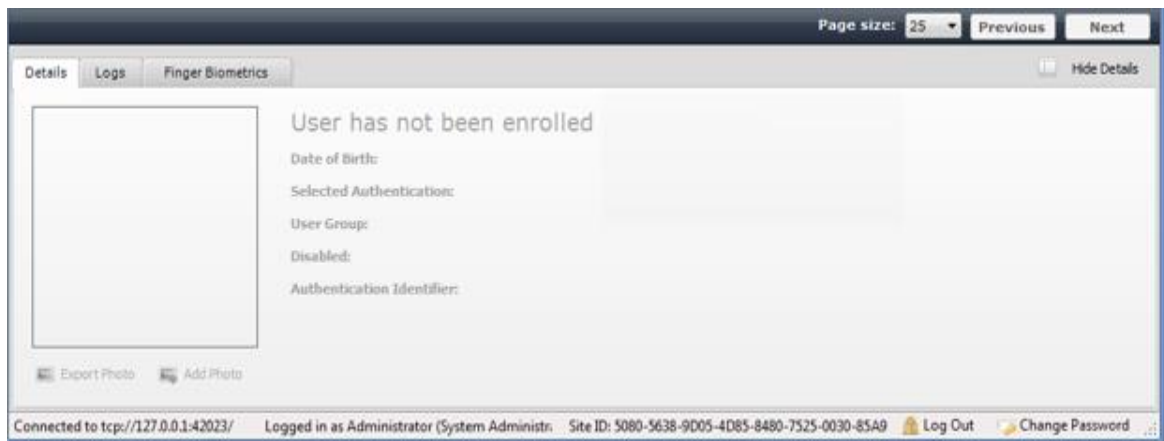 Page size: 25 Previous Next
Details Logs Finger Biometrics Hide Details
User has not been enrolled
Date of Birth:
Selected Authentication:
User Group:
Disabled:
Authentication Identifier:
Export Photo Add Photo
Connected to tcp://127.0.0.1:42023/ Logged in as Administrator (System Administr. Site ID: 5080-5638-9D05-4D85-8480-7525-0030-85A9 Log Out Change Password